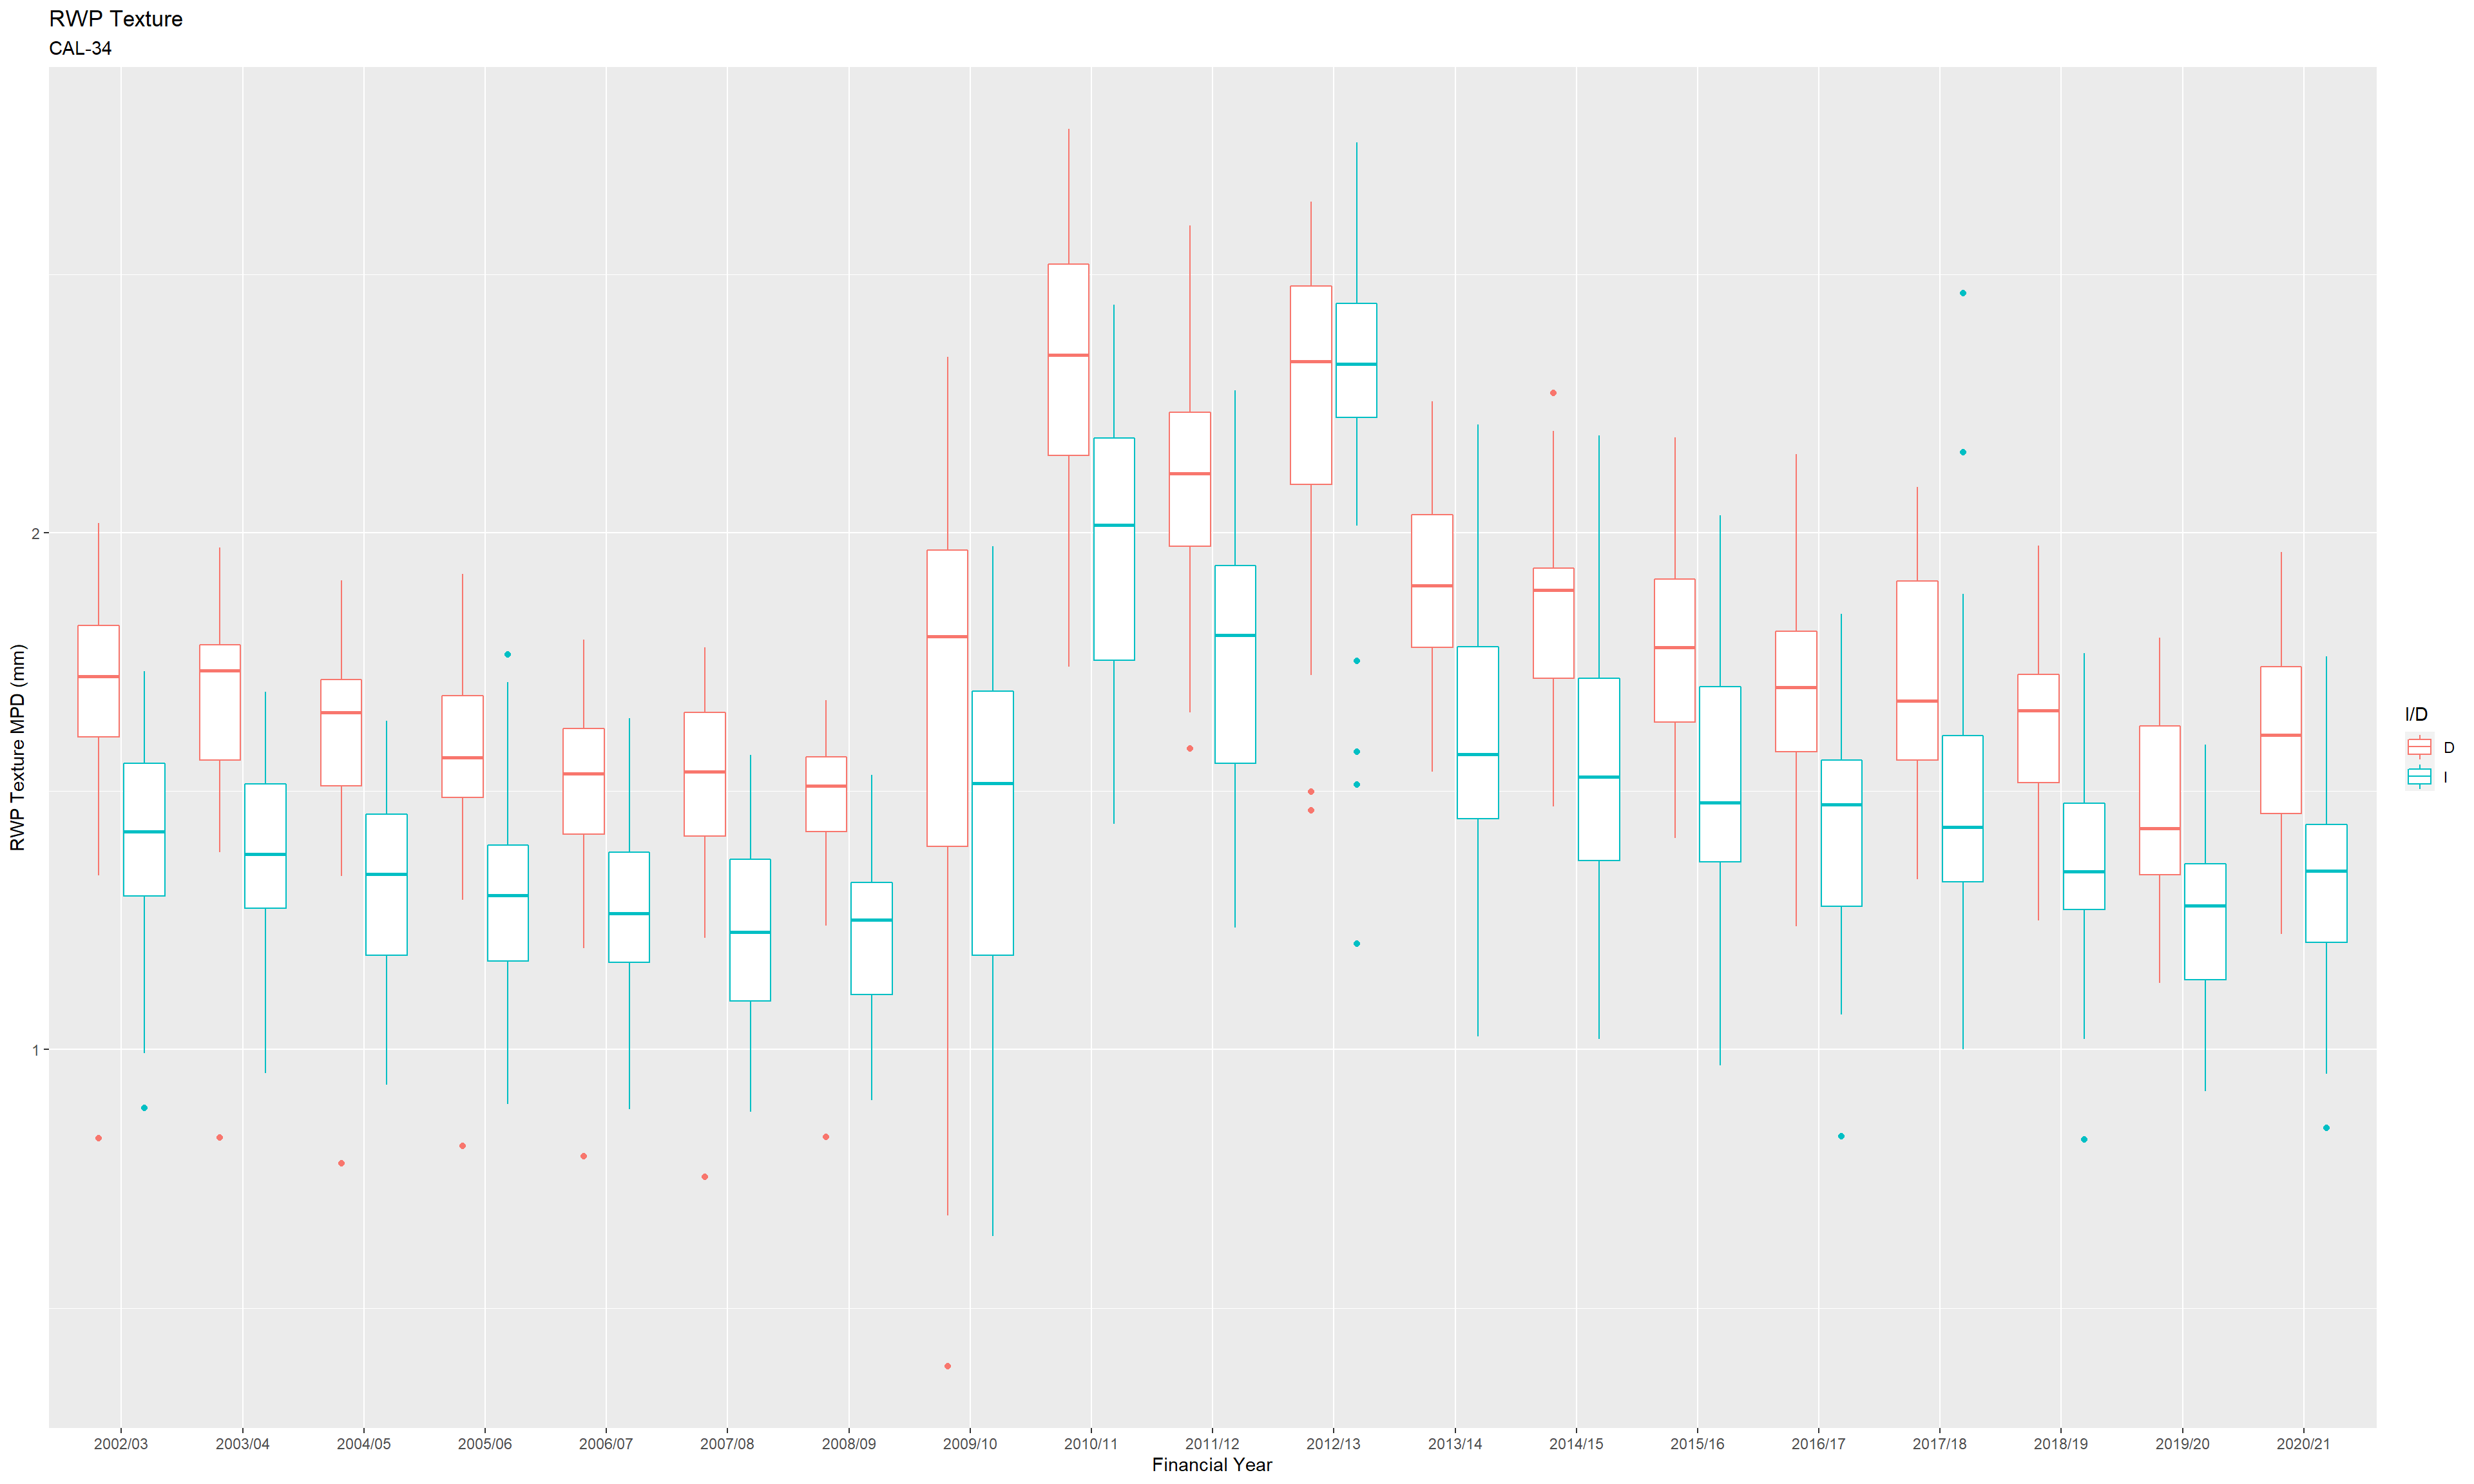 RWP Texture
CAL-34
RWP Texture MPD (mm)
2
1
2002/03 2003/04 2004/05 2005/06 2006/07 2007/08 2008/09 2009/10 2010/11 2011/12 2012/13 2013/14 2014/15 2015/16 2016/17 2017/18 2018/19 2019/20 2020/21
Financial Year
I/D
D
I